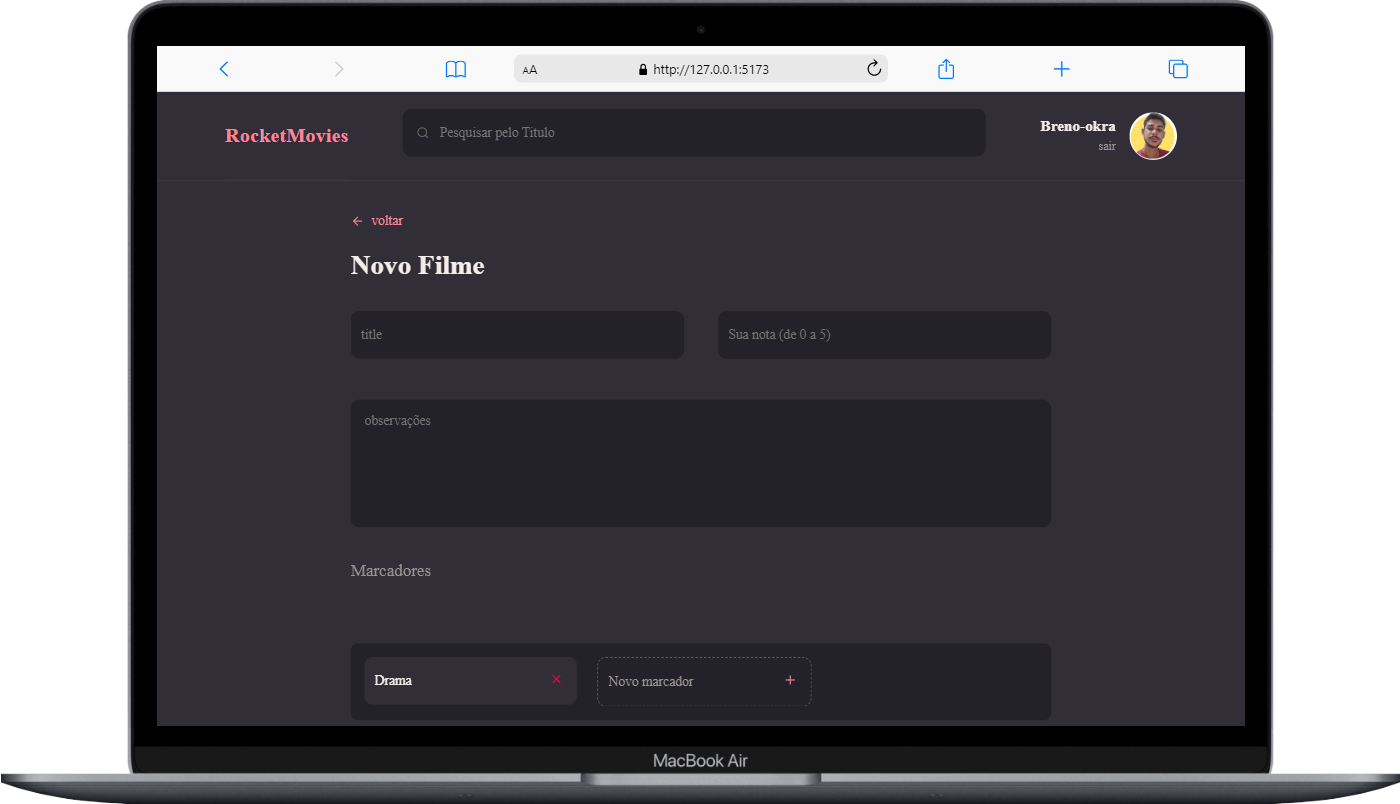 AA
http://127.0.0.1:5173
RocketMovies
Pesquisar pelo Titulo
Breno-okra
sair
voltar
Novo Filme
title
Sua nota (de 0 a 5)
observações
Marcadores
Drama
Novo marcador
MacBook Air